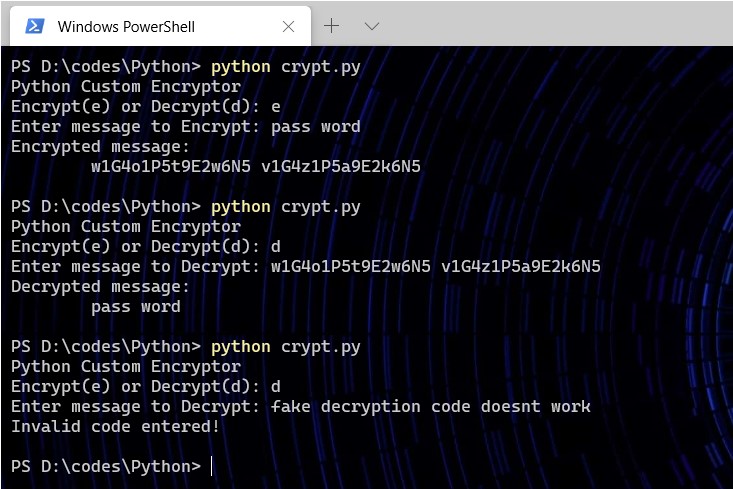 Windows PowerShell
PS D:\codes\Python> python crypt.py
Python Custom Encryptor
Encrypt(e) or Decrypt(d): e
Enter message to Encrypt: pass word
Encrypted message:
        w1G4o1P5t9E2w6N5 v1G4z1P5a9E2k6N5
PS D:\codes\Python> python crypt.py
Python Custom Encryptor
Encrypt(e) or Decrypt(d): d
Enter message to Decrypt: w1G4o1P5t9E2w6N5 v1G4z1P5a9E2k6N5
Decrypted message:
        pass word
PS D:\codes\Python> python crypt.py
Python Custom Encryptor
Encrypt(e) or Decrypt(d): d
Enter message to Decrypt: fake decryption code doesnt work
Invalid code entered!
PS D:\codes\Python>